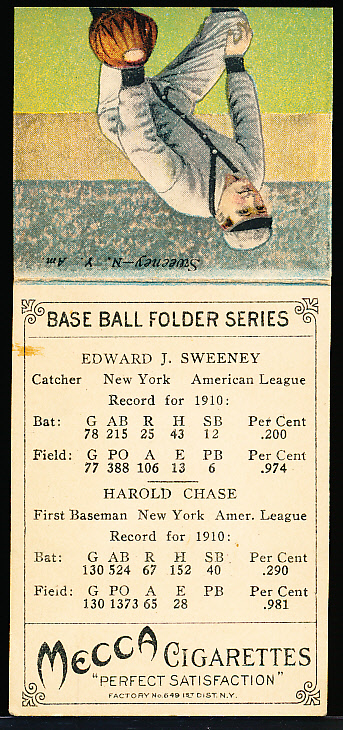 Sweeney—N. Y. Am
BASE BALL FOLDER SERIES
EDWARD J. SWEENEY
Catcher New York American League
Record for 1910:
Bat: G AB R H SB Per Cent
78 215 25 43 12 .200
Field: G PO A E PB Per Cent
77 388 106 13 6 .974
HAROLD CHASE
First Baseman New York Amer. League
Record for 1910:
Bat: G AB R H SB Per Cent
130 524 67 152 40 .290
Field: G PO A E PB Per Cent
130 1373 65 28 .981
MECCA CIGARETTES
"PERFECT SATISFACTION"
FACTORY No. 649 1ST DIST. N.Y.